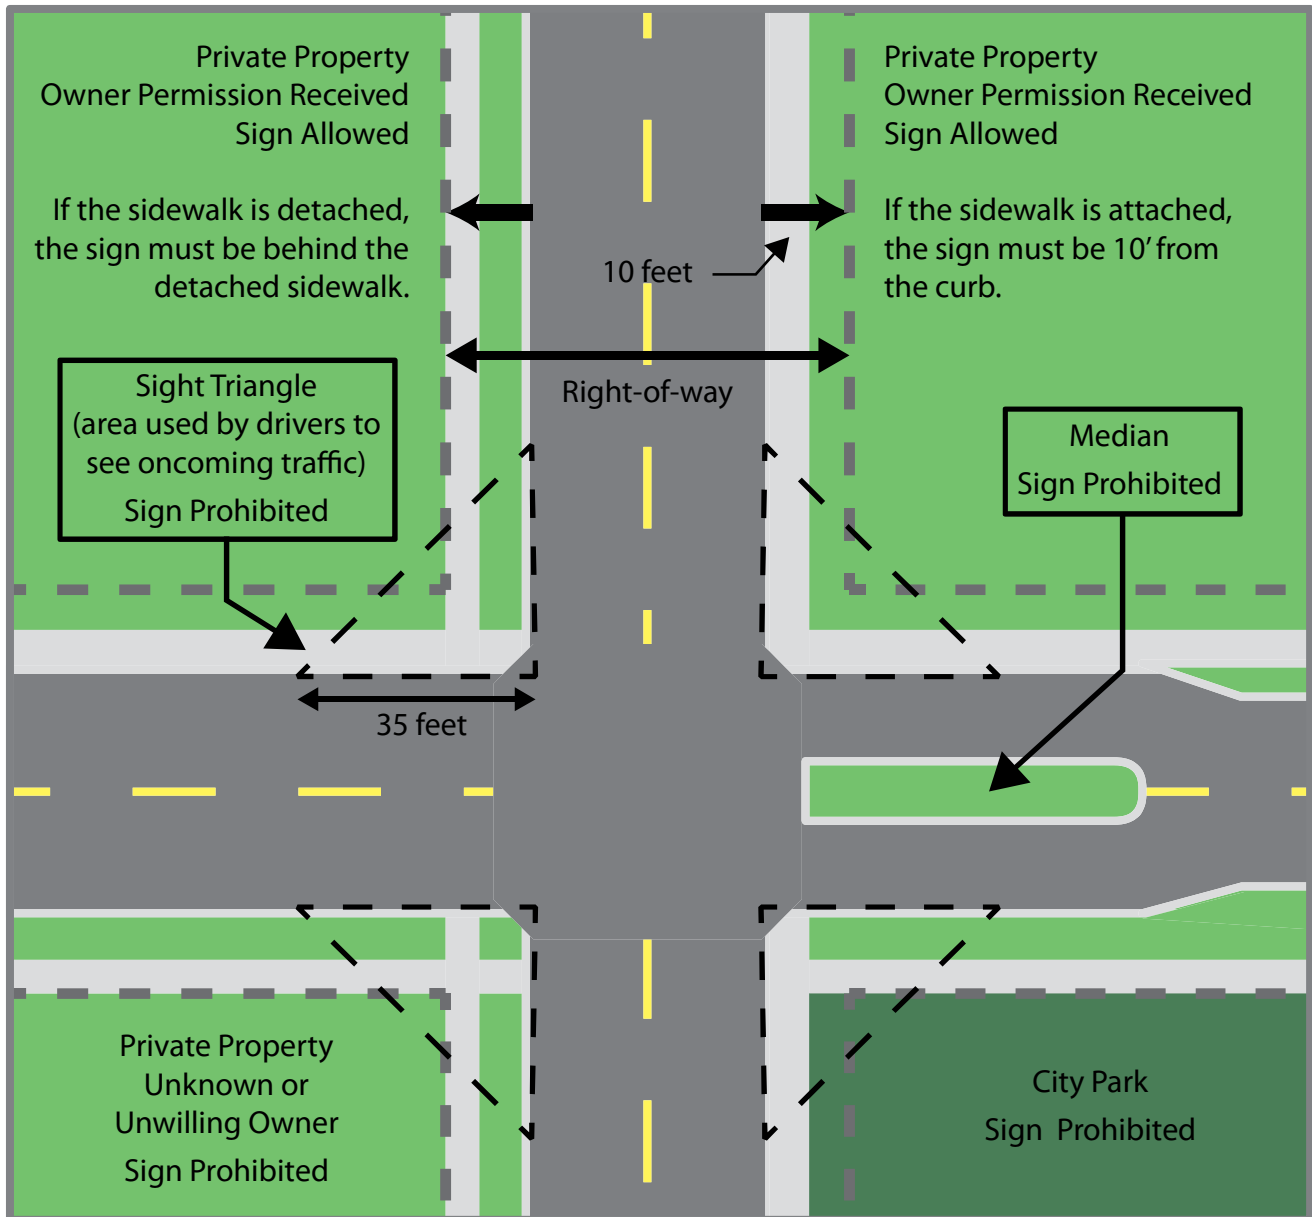 Private Property
Owner Permission Received
Sign Allowed
If the sidewalk is detached,
the sign must be behind the
detached sidewalk.
Private Property
Owner Permission Received
Sign Allowed
If the sidewalk is attached,
the sign must be 10’ from
the curb.
10 feet
Right-of-way
Sight Triangle
(area used by drivers to
see oncoming traffic)
Sign Prohibited
Median
Sign Prohibited
35 feet
Private Property
Unknown or
Unwilling Owner
Sign Prohibited
City Park
Sign Prohibited